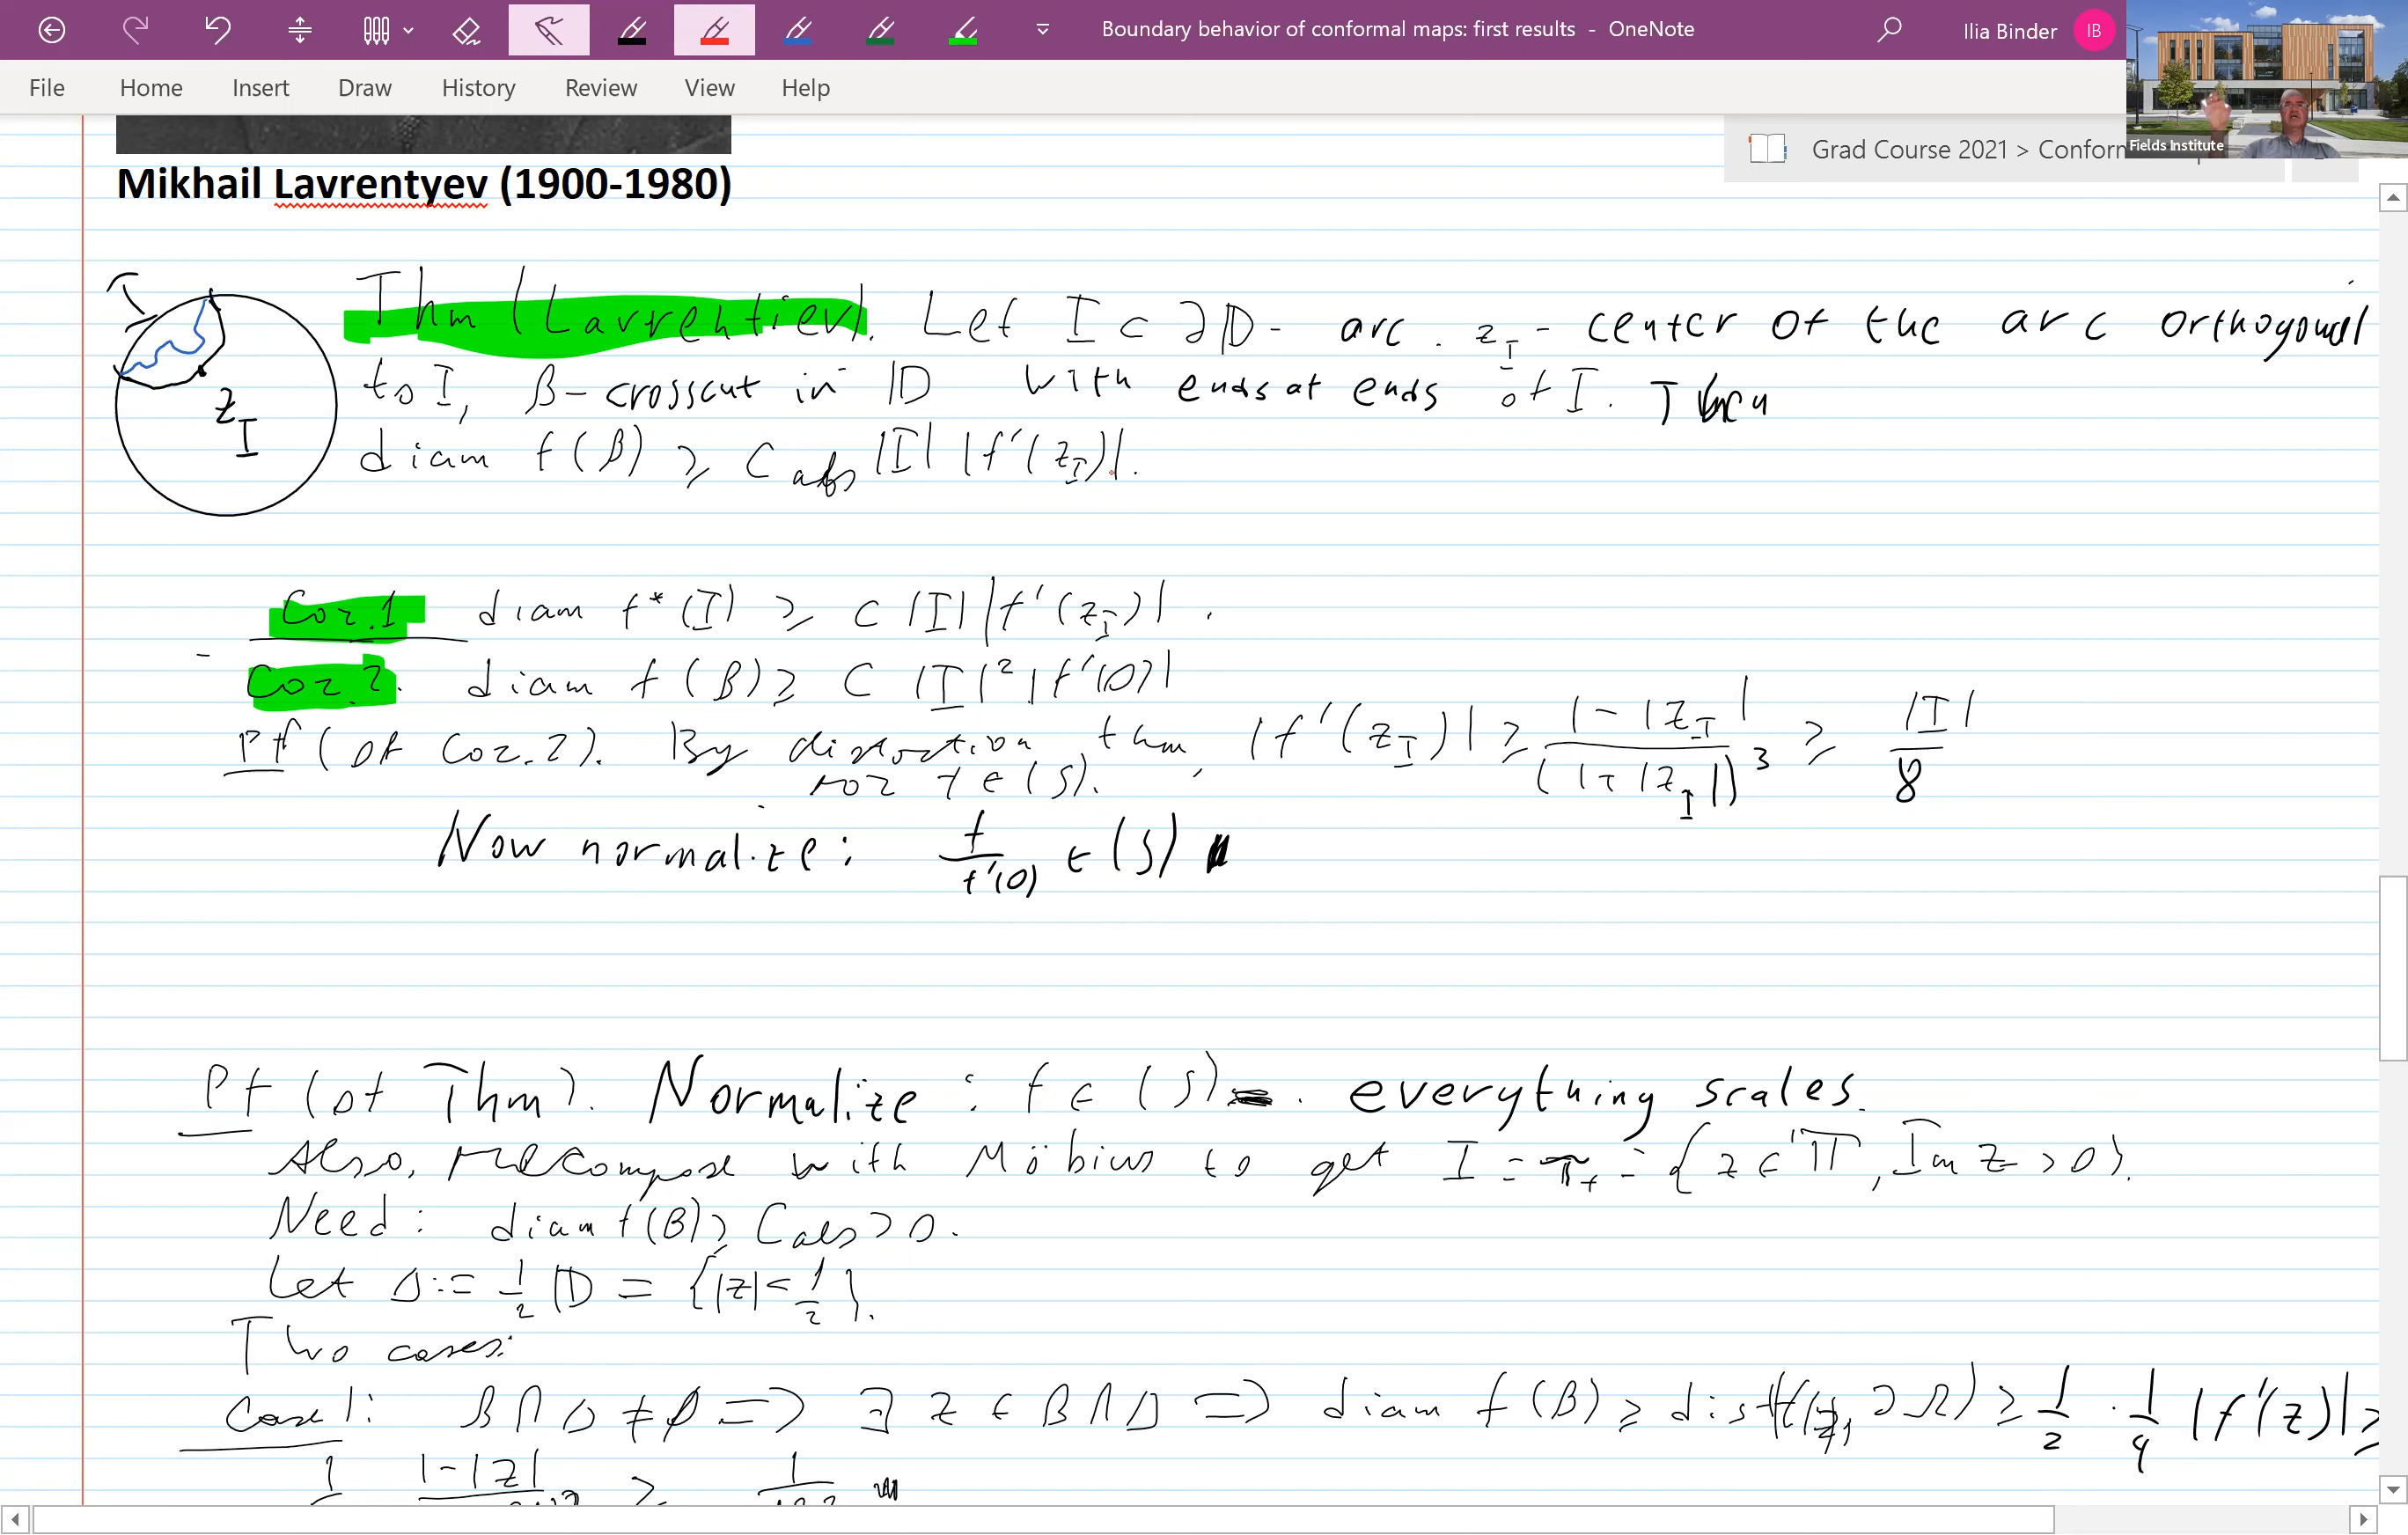 Boundary behavior of conformal maps: first results - OneNote
Ilia Binder
IB
File Home Insert Draw History Review View Help
Fields Institute
Grad Course 2021 > Conform
Mikhail Lavrentyev (1900-1980)
Thm (Lavrentiev). Let I ⊂ ∂𝔻 - arc. z_I - center of the arc orthogonal
to I, β-crosscut in 𝔻 with ends at ends of I. Then
I
z_I
diam f(β) ≥ C_abs |I| |f'(z_I)|.
Cor. 1 diam f*(I) ≥ C |I| |f'(z_I)|.
Cor 2. diam f(β) ≥ C |I|² |f'(0)|
Pf (of Cor. 2). By distortion thm, |f'(z_I)| ≥ (1-|z_I|)/(1+|z_I|)³ ≥ |I|/8
for f ∈ (S).
Now normalize: f/f'(0) ∈ (S)
Pf (of Thm). Normalize: f ∈ (S). everything scales.
Also, precompose with Möbius to get I = 𝕋₊ = {z ∈ 𝕋, Im z > 0}.
Need: diam f(β) ≥ C_abs > 0.
Let Δ := ½ 𝔻 = {|z| < ½}.
Two cases:
Case 1: β ∩ Δ ≠ ∅ => ∃ z ∈ β ∩ Δ => diam f(β) ≥ dist(f(z), ∂Ω) ≥ ½ · ¼ |f'(z)| ≥
1-|z| ≥ 1